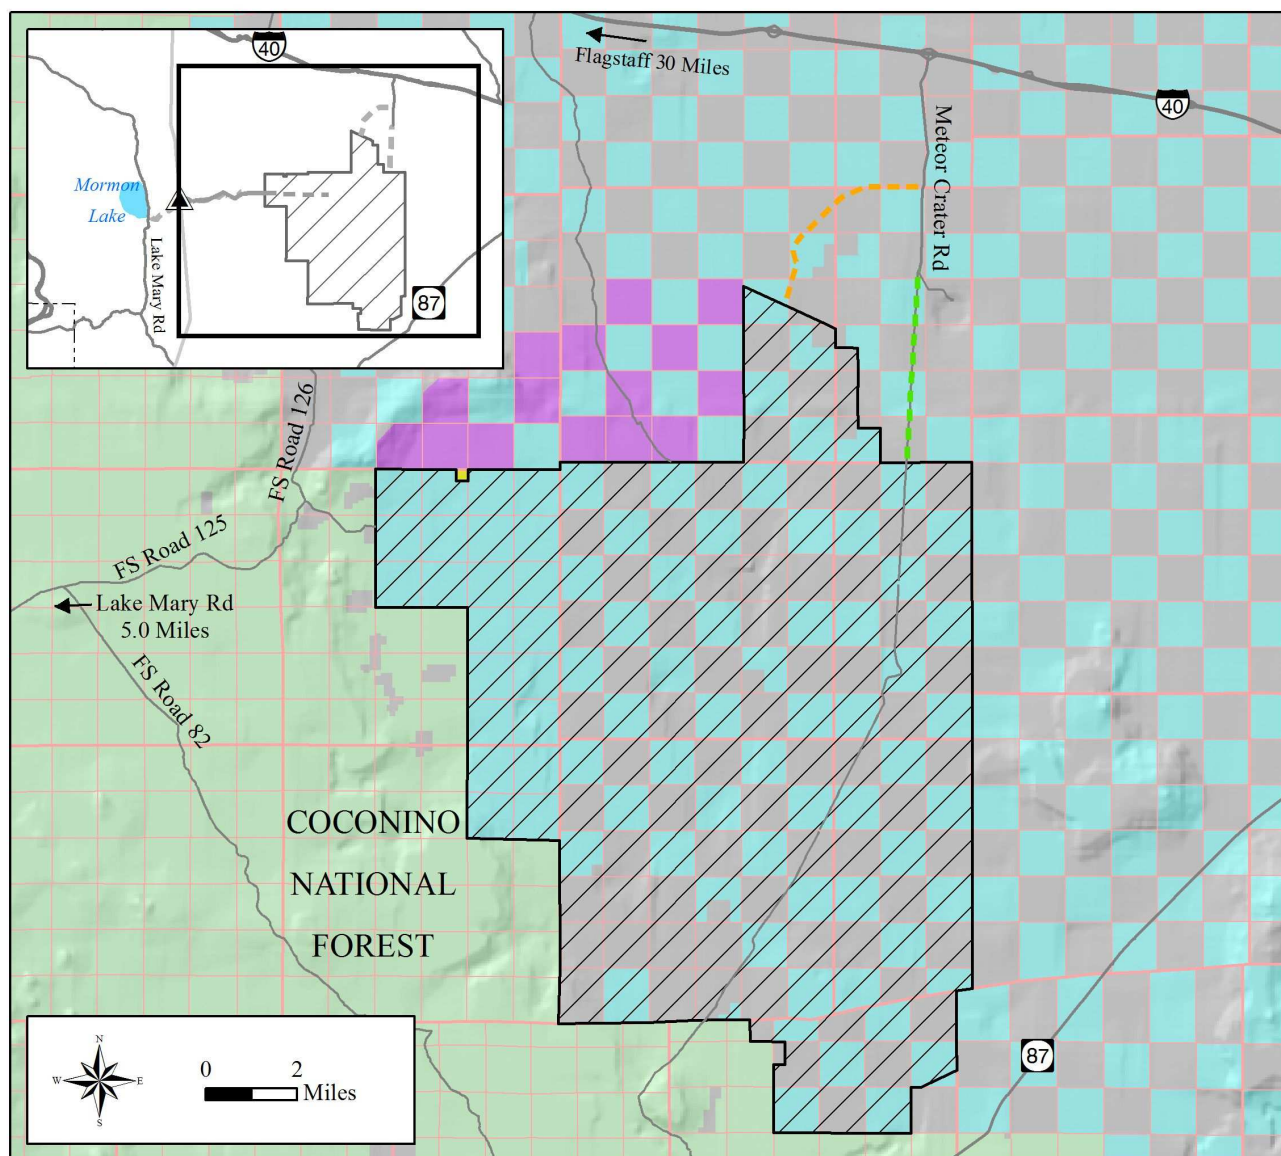 40
Flagstaff 30 Miles
40
Meteor Crater Rd
Mormon
Lake
Lake Mary Rd
87
FS Road 126
FS Road 125
Lake Mary Rd
5.0 Miles
FS Road 82
COCONINO
NATIONAL
FOREST
N
W
E
S
0
2
Miles
87